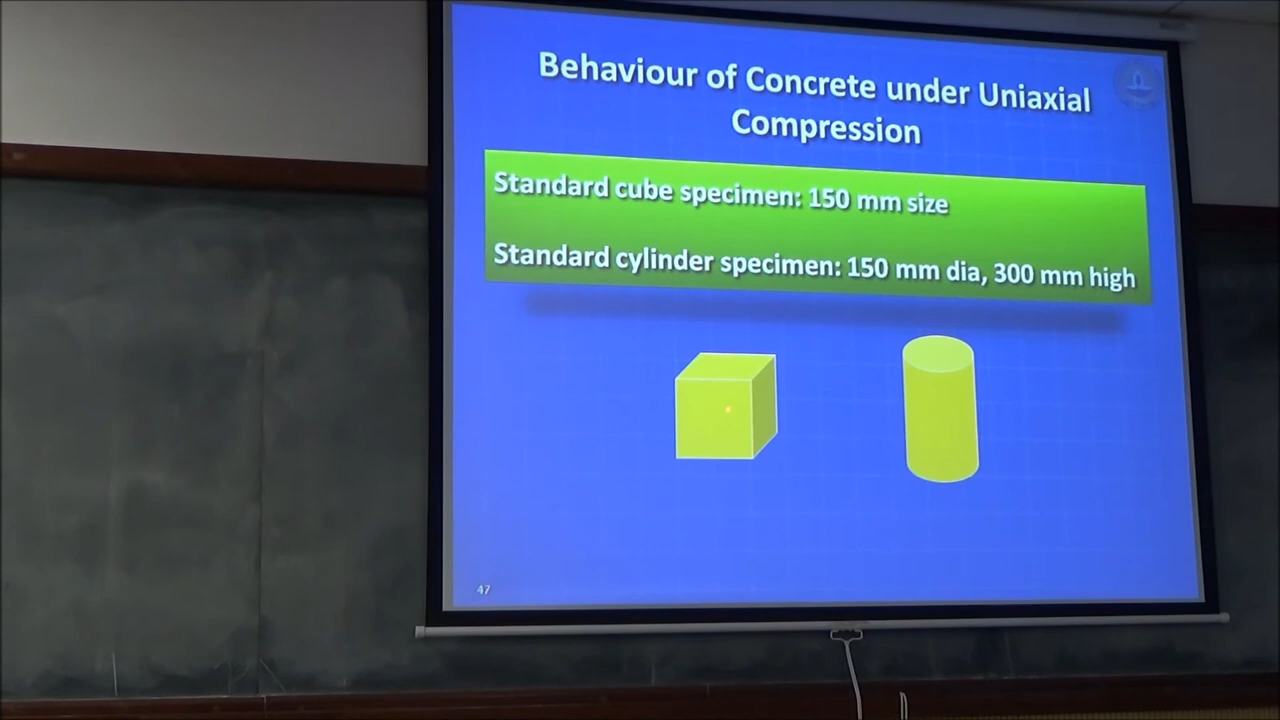 Behaviour of Concrete under Uniaxial
Compression
Standard cube specimen: 150 mm size
Standard cylinder specimen: 150 mm dia, 300 mm high
47